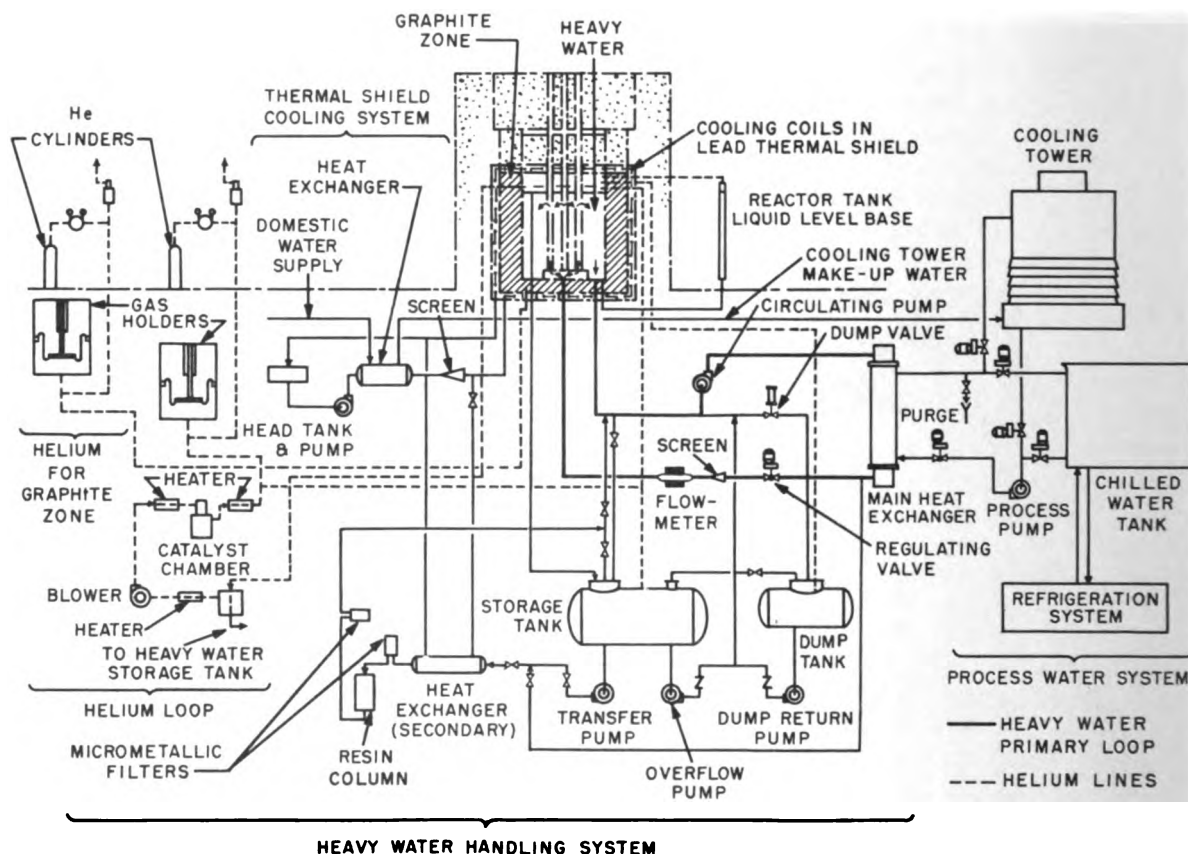 GRAPHITE
ZONE
HEAVY
WATER
THERMAL SHIELD
COOLING SYSTEM
He
CYLINDERS
HEAT
EXCHANGER
COOLING COILS IN
LEAD THERMAL SHIELD
COOLING
TOWER
REACTOR TANK
LIQUID LEVEL BASE
DOMESTIC
WATER
SUPPLY
COOLING TOWER
MAKE-UP WATER
GAS
HOLDERS
SCREEN
CIRCULATING PUMP
DUMP VALVE
HEAD TANK
& PUMP
PURGE
HELIUM
FOR
GRAPHITE
ZONE
HEATER
SCREEN
FLOW-
METER
MAIN HEAT
EXCHANGER
PROCESS
PUMP
CHILLED
WATER
TANK
CATALYST
CHAMBER
REGULATING
VALVE
BLOWER
HEATER
STORAGE
TANK
DUMP
TANK
REFRIGERATION
SYSTEM
TO HEAVY WATER
STORAGE TANK
HELIUM LOOP
HEAT
EXCHANGER
(SECONDARY)
TRANSFER
PUMP
DUMP RETURN
PUMP
PROCESS WATER SYSTEM
MICROMETALLIC
FILTERS
RESIN
COLUMN
OVERFLOW
PUMP
HEAVY WATER
PRIMARY LOOP
HELIUM LINES
HEAVY WATER HANDLING SYSTEM